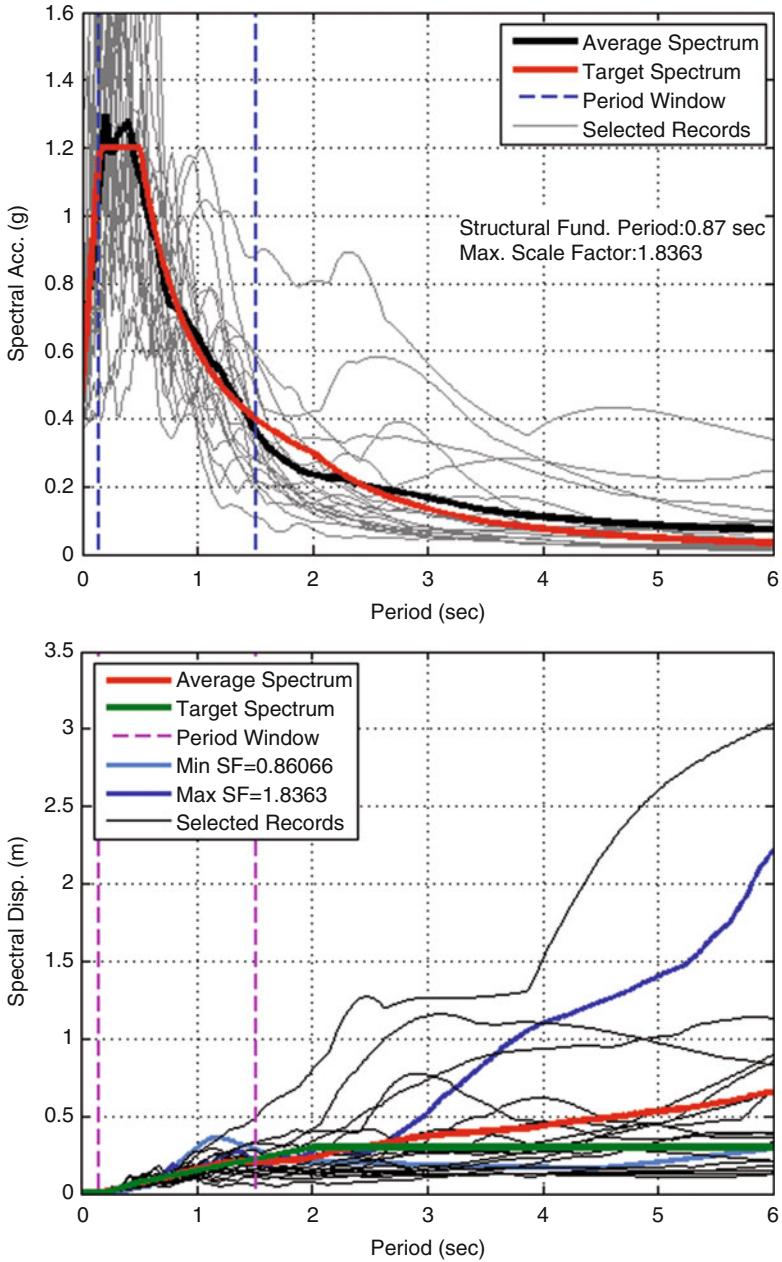 1.6
1.4
1.2
1
0.8
0.6
0.4
0.2
0
Spectral Acc. (g)
Average Spectrum
Target Spectrum
Period Window
Selected Records
Structural Fund. Period:0.87 sec
Max. Scale Factor:1.8363
0 1 2 3 4 5 6
Period (sec)
3.5
3
2.5
2
1.5
1
0.5
0
Spectral Disp. (m)
Average Spectrum
Target Spectrum
Period Window
Min SF=0.86066
Max SF=1.8363
Selected Records
0 1 2 3 4 5 6
Period (sec)